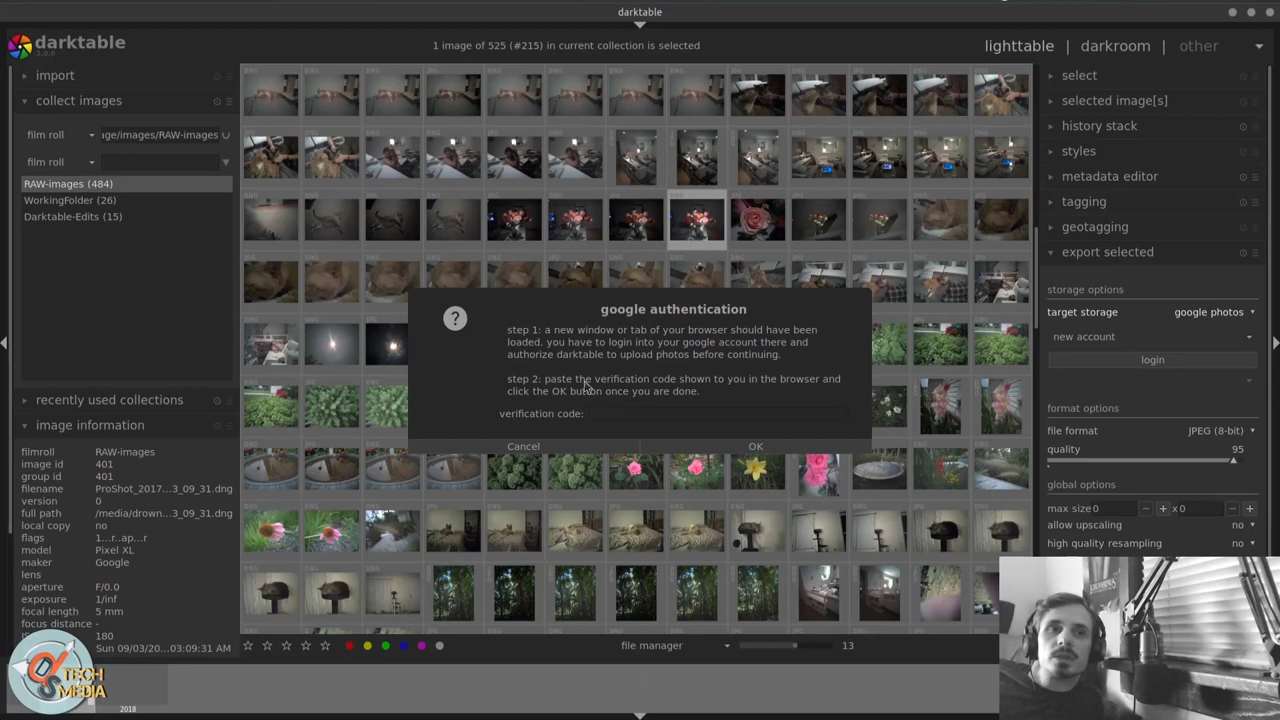 darktable
darktable
3.0.0
1 image of 525 (#215) in current collection is selected
lighttable | darkroom | other
import
collect images
film roll
age/images/RAW-images
film roll
RAW-images (484)
WorkingFolder (26)
Darktable-Edits (15)
recently used collections
image information
filmroll RAW-images
image id 401
group id 401
filename ProShot_2017...3_09_31.dng
version 0
full path /media/drown...3_09_31.dng
local copy no
flags 1...r..ap...r
model Pixel XL
maker Google
lens
aperture F/0.0
exposure 1/inf
focal length 5 mm
focus distance -
180
Sun 09/03/20...03:09:31 AM
google authentication
step 1: a new window or tab of your browser should have been
loaded. you have to login into your google account there and
authorize darktable to upload photos before continuing.
step 2: paste the verification code shown to you in the browser and
click the OK button once you are done.
verification code:
Cancel
OK
select
selected image[s]
history stack
styles
metadata editor
tagging
geotagging
export selected
storage options
target storage google photos
new account
login
format options
file format JPEG (8-bit)
quality 95
global options
max size 0 − + x 0 − +
allow upscaling no
high quality resampling no
file manager
13
TECH
MEDIA
2018